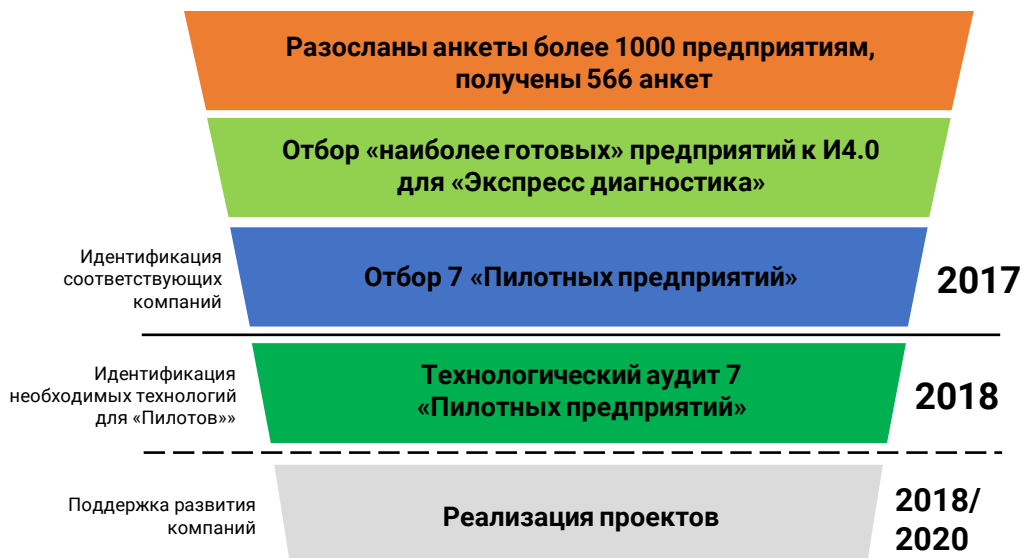 Разосланы анкеты более 1000 предприятиям,
получены 566 анкет
Отбор «наиболее готовых» предприятий к И4.0
для «Экспресс диагностика»
Идентификация
соответствующих
компаний
Отбор 7 «Пилотных предприятий»
2017
Идентификация
необходимых технологий
для «Пилотов»»
Технологический аудит 7
«Пилотных предприятий»
2018
Поддержка развития
компаний
Реализация проектов
2018/
2020